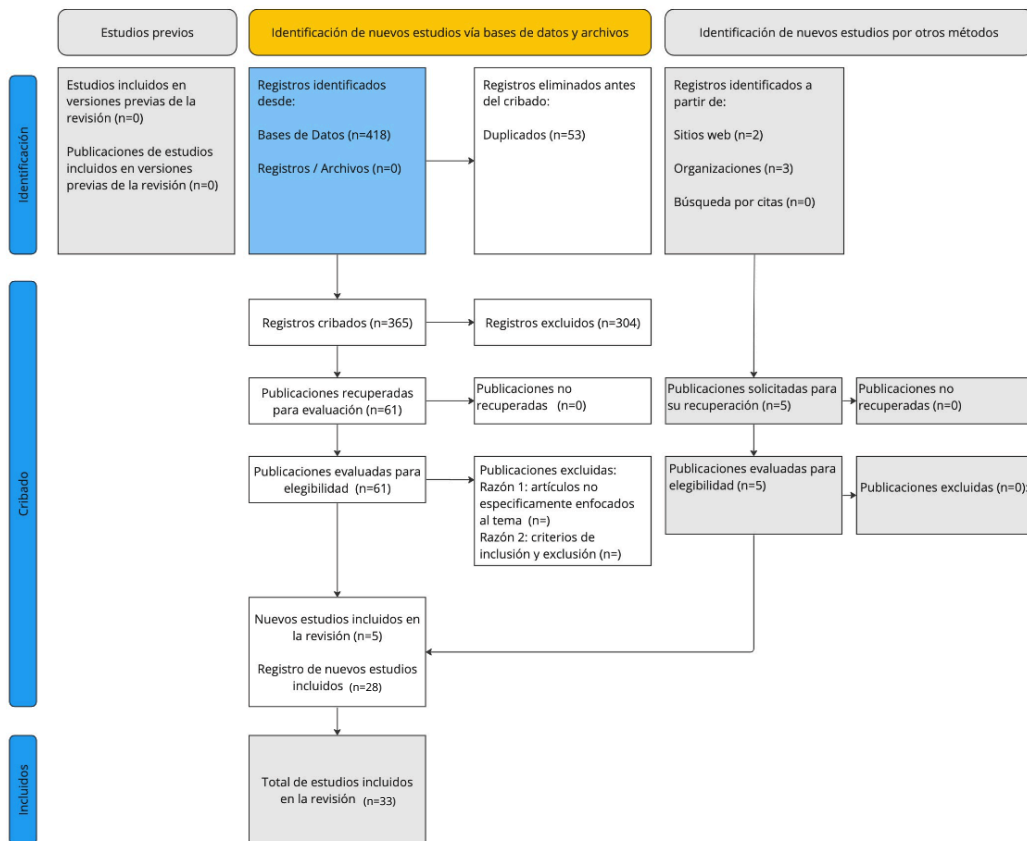 Estudios previos
Identificación de nuevos estudios vía bases de datos y archivos
Identificación de nuevos estudios por otros métodos
Identificación
Estudios incluidos en
versiones previas de la
revisión (n=0)
Publicaciones de estudios
incluidos en versiones
previas de la revisión (n=0)
Registros identificados
desde:
Bases de Datos (n=418)
Registros / Archivos (n=0)
Registros eliminados antes
del cribado:
Duplicados (n=53)
Registros identificados a
partir de:
Sitios web (n=2)
Organizaciones (n=3)
Búsqueda por citas (n=0)
Cribado
Registros cribados (n=365)
Registros excluidos (n=304)
Publicaciones recuperadas
para evaluación (n=61)
Publicaciones no
recuperadas (n=0)
Publicaciones solicitadas para
su recuperación (n=5)
Publicaciones no
recuperadas (n=0)
Publicaciones evaluadas para
elegibilidad (n=61)
Publicaciones excluidas:
Razón 1: artículos no
especificamente enfocados
al tema (n=)
Razón 2: criterios de
inclusión y exclusión (n=)
Publicaciones evaluadas para
elegibilidad (n=5)
Publicaciones excluidas (n=0):
Nuevos estudios incluidos en
la revisión (n=5)
Registro de nuevos estudios
incluidos (n=28)
Incluidos
Total de estudios incluidos
en la revisión (n=33)